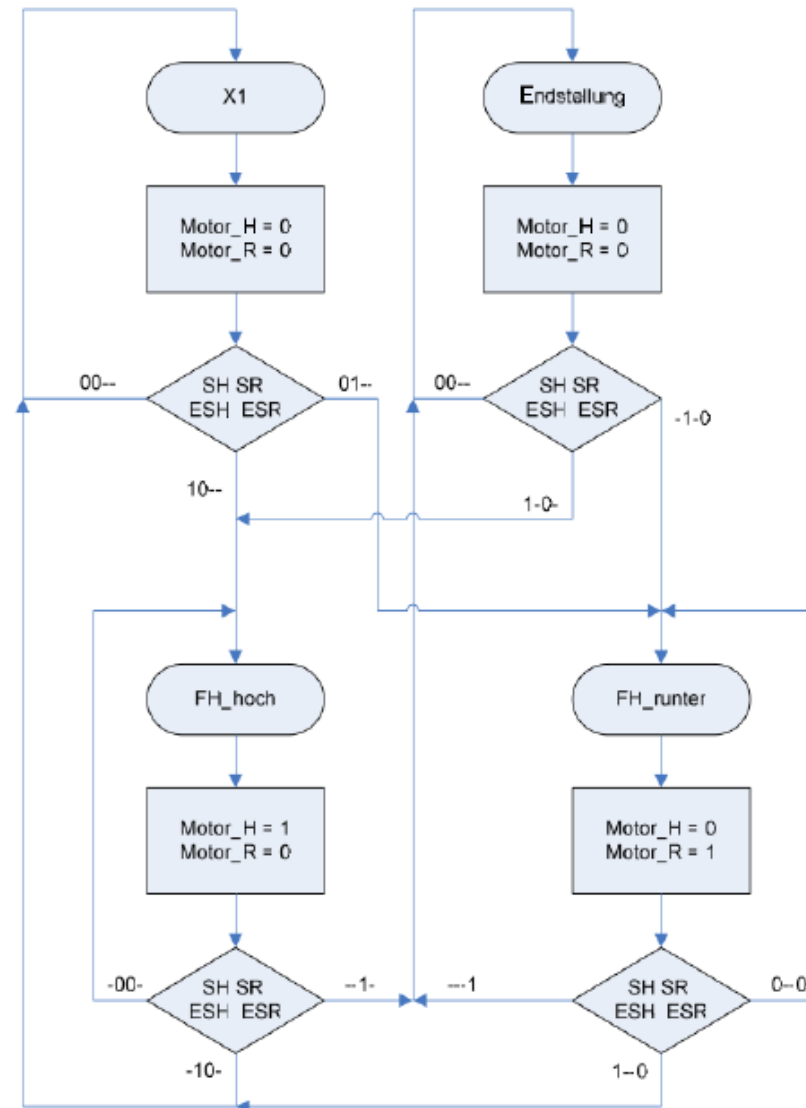 X1
Endstallung
Motor_H = 0
Motor_R = 0
Motor_H = 0
Motor_R = 0
00--
SH SR
ESH ESR
01--
00--
SH SR
ESH ESR
-1-0
10--
1-0-
FH_hoch
FH_runter
Motor_H = 1
Motor_R = 0
Motor_H = 0
Motor_R = 1
-00-
SH SR
ESH ESR
--1-
---1
SH SR
ESH ESR
0--0
-10-
1--0